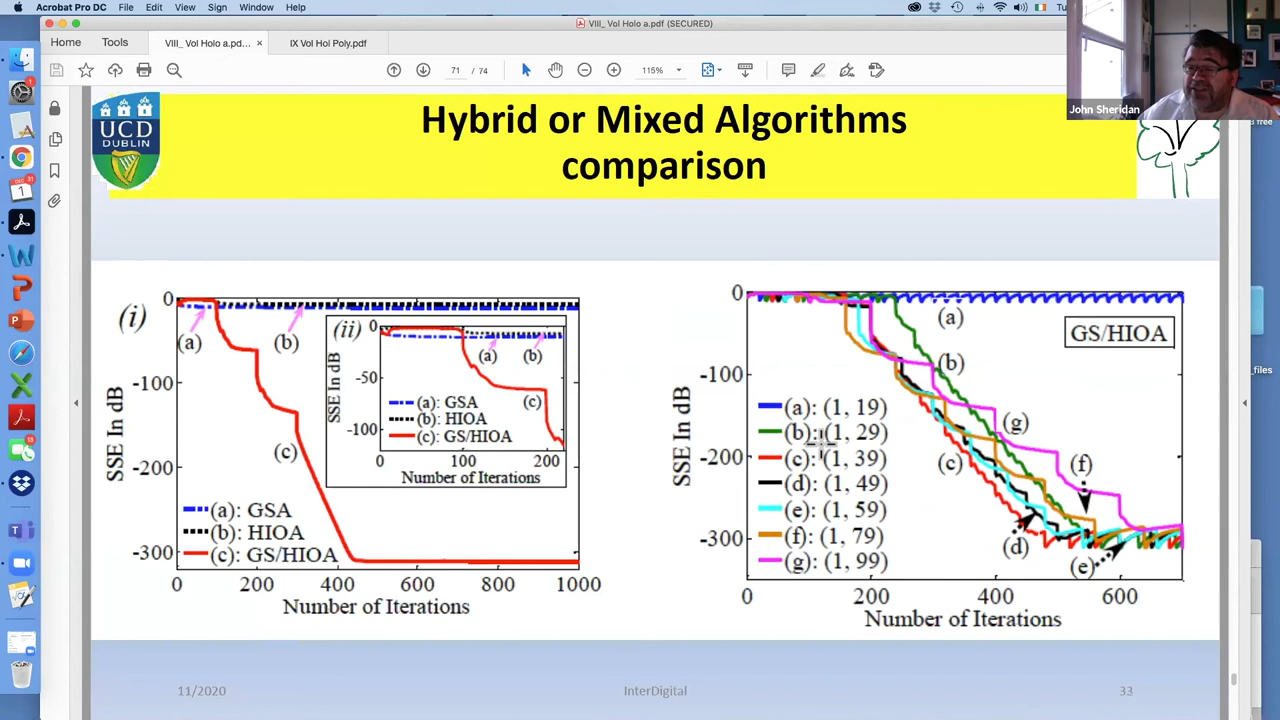 Acrobat Pro DC File Edit View Sign Window Help
VIII_ Vol Holo a.pdf (SECURED)
Home Tools VIII_ Vol Holo a.pd... × IX Vol Hoi Poly.pdf
71 / 74 115%
John Sheridan
UCD
DUBLIN
Hybrid or Mixed Algorithms
comparison
(i)
0
-100
-200
-300
SSE In dB
(a)
(b)
(c)
(a): GSA
(b): HIOA
(c): GS/HIOA
0 200 400 600 800 1000
Number of Iterations
(ii)
0
-50
-100
SSE In dB
(a)
(b)
(c)
(a): GSA
(b): HIOA
(c): GS/HIOA
0 100 200
Number of Iterations
0
-100
-200
-300
SSE In dB
GS/HIOA
(a)
(b)
(g)
(c)
(f)
(d)
(e)
(a): (1, 19)
(b): (1, 29)
(c): (1, 39)
(d): (1, 49)
(e): (1, 59)
(f): (1, 79)
(g): (1, 99)
0 200 400 600
Number of Iterations
11/2020 InterDigital 33
_files